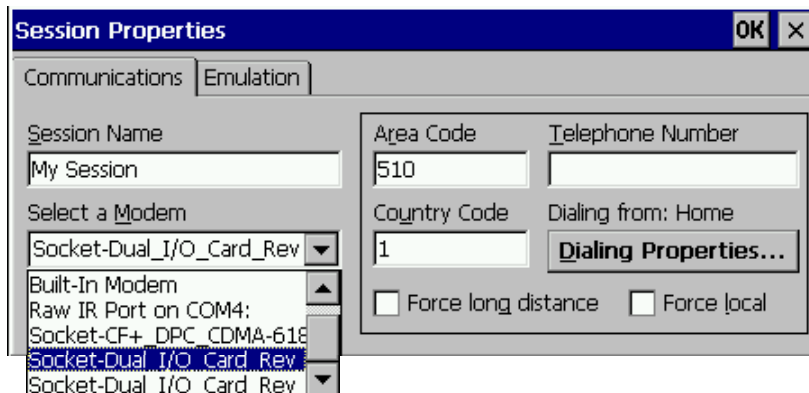 Session Properties OK ×
Communications Emulation
Session Name
My Session
Select a Modem
Socket-Dual_I/O_Card_Rev
Built-In Modem
Raw IR Port on COM4:
Socket-CF+_DPC_CDMA-618
Socket-Dual_I/O_Card_Rev
Socket-Dual_I/O_Card_Rev
Area Code Telephone Number
510
Country Code Dialing from: Home
1 Dialing Properties...
Force long distance Force local